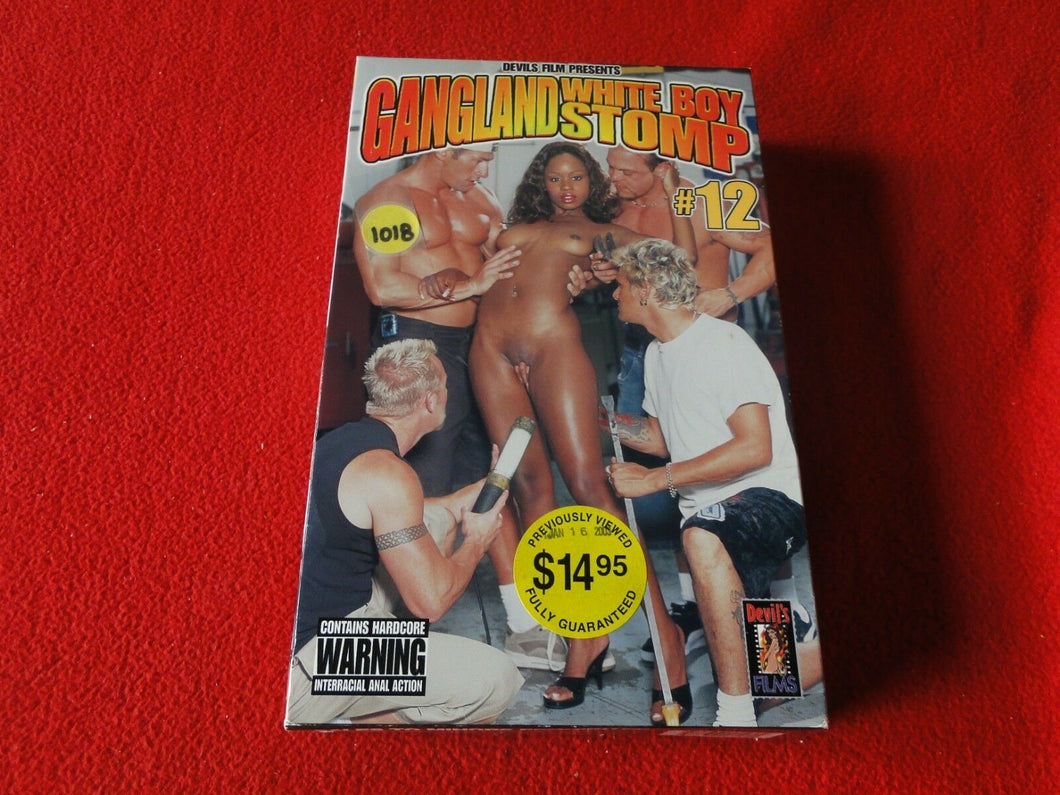 DEVILS FILM PRESENTS
GANGLAND WHITE BOY
STOMP
#12
1018
PREVIOUSLY VIEWED
$14.95
FULLY GUARANTEED
CONTAINS HARDCORE
WARNING
INTERRACIAL ANAL ACTION
Devil's
FILMS